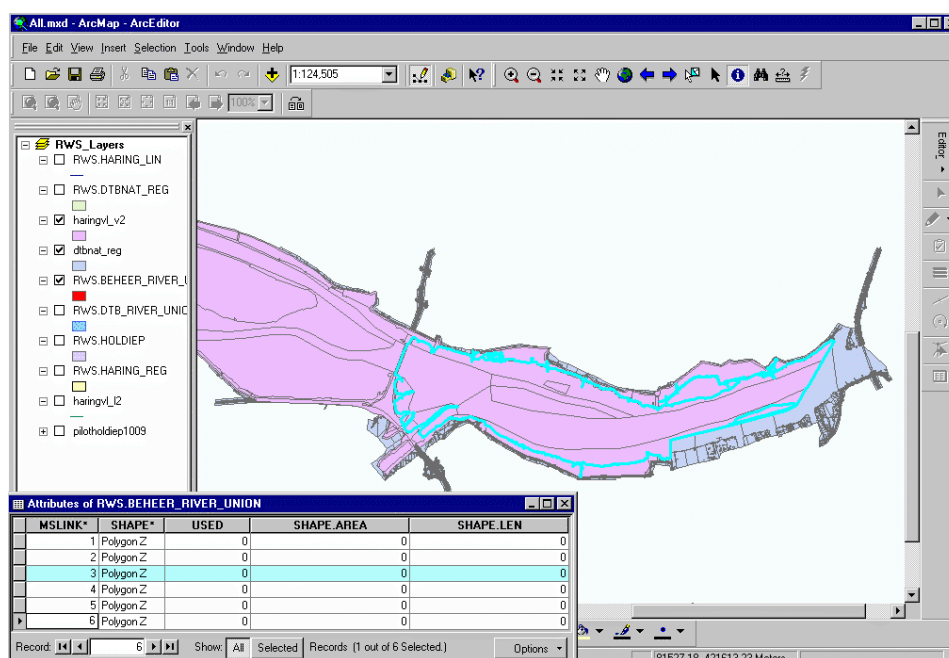 All.mxd - ArcMap - ArcEditor
File Edit View Insert Selection Tools Window Help
1:124,505
100%
RWS_Layers
RWS.HARING_LIN
RWS.DTBNAT_REG
haringvl_v2
dtbnat_reg
RWS.BEHEER_RIVER_U
RWS.DTB_RIVER_UNIC
RWS.HOLDIEP
RWS.HARING_REG
haringvl_l2
pilotholdiep1009
Editor
Attributes of RWS.BEHEER_RIVER_UNION
MSLINK* SHAPE* USED SHAPE.AREA SHAPE.LEN
1 Polygon Z 0 0 0
2 Polygon Z 0 0 0
3 Polygon Z 0 0 0
4 Polygon Z 0 0 0
5 Polygon Z 0 0 0
6 Polygon Z 0 0 0
Record: 6 Show: All Selected Records (1 out of 6 Selected.) Options